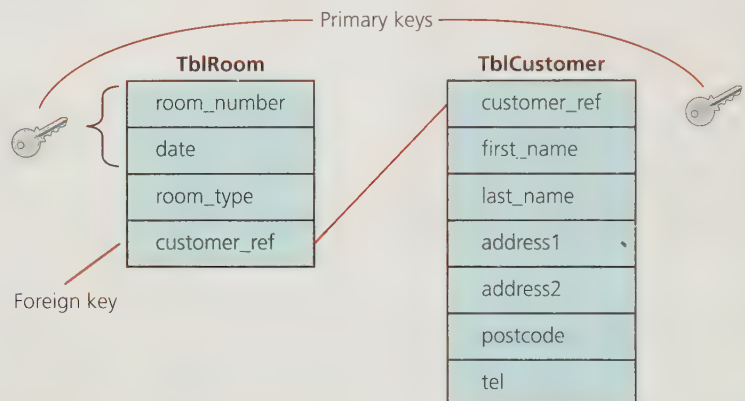 Primary keys
TblRoom
room_number
date
room_type
customer_ref
Foreign key
TblCustomer
customer_ref
first_name
last_name
address1
address2
postcode
tel